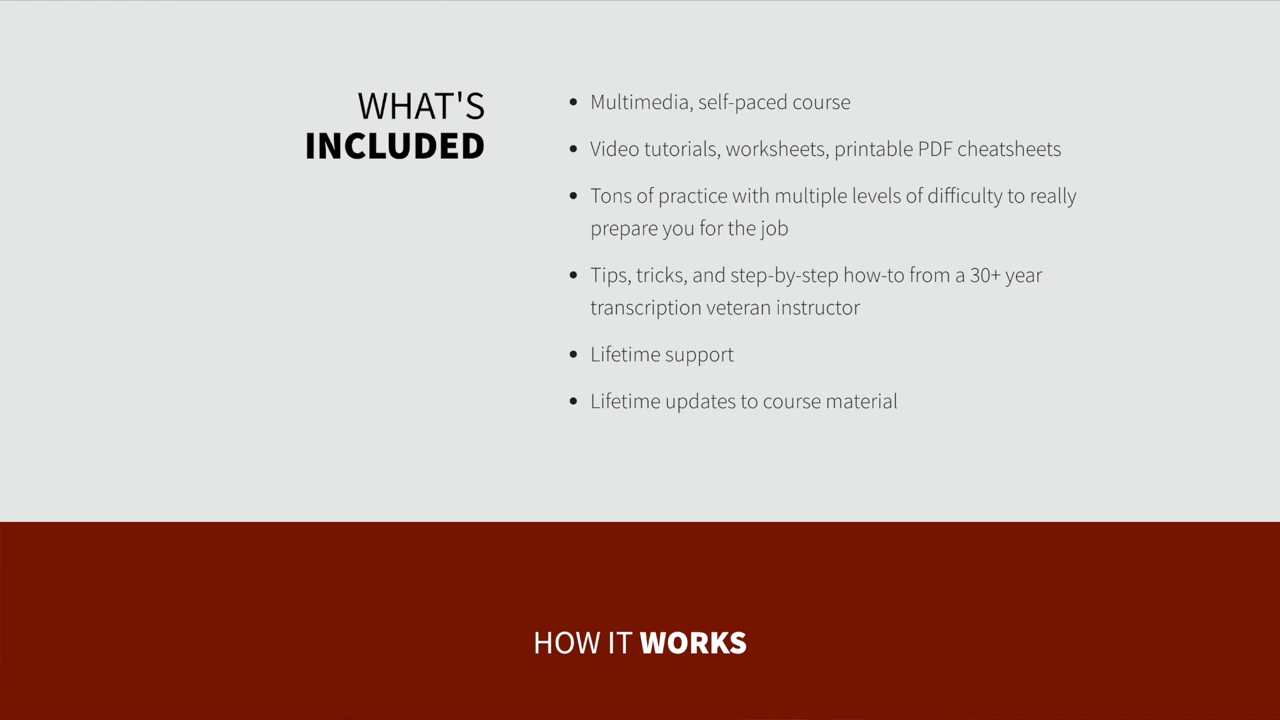 WHAT'S
INCLUDED
Multimedia, self-paced course
Video tutorials, worksheets, printable PDF cheatsheets
Tons of practice with multiple levels of difficulty to really
prepare you for the job
Tips, tricks, and step-by-step how-to from a 30+ year
transcription veteran instructor
Lifetime support
Lifetime updates to course material
HOW IT WORKS